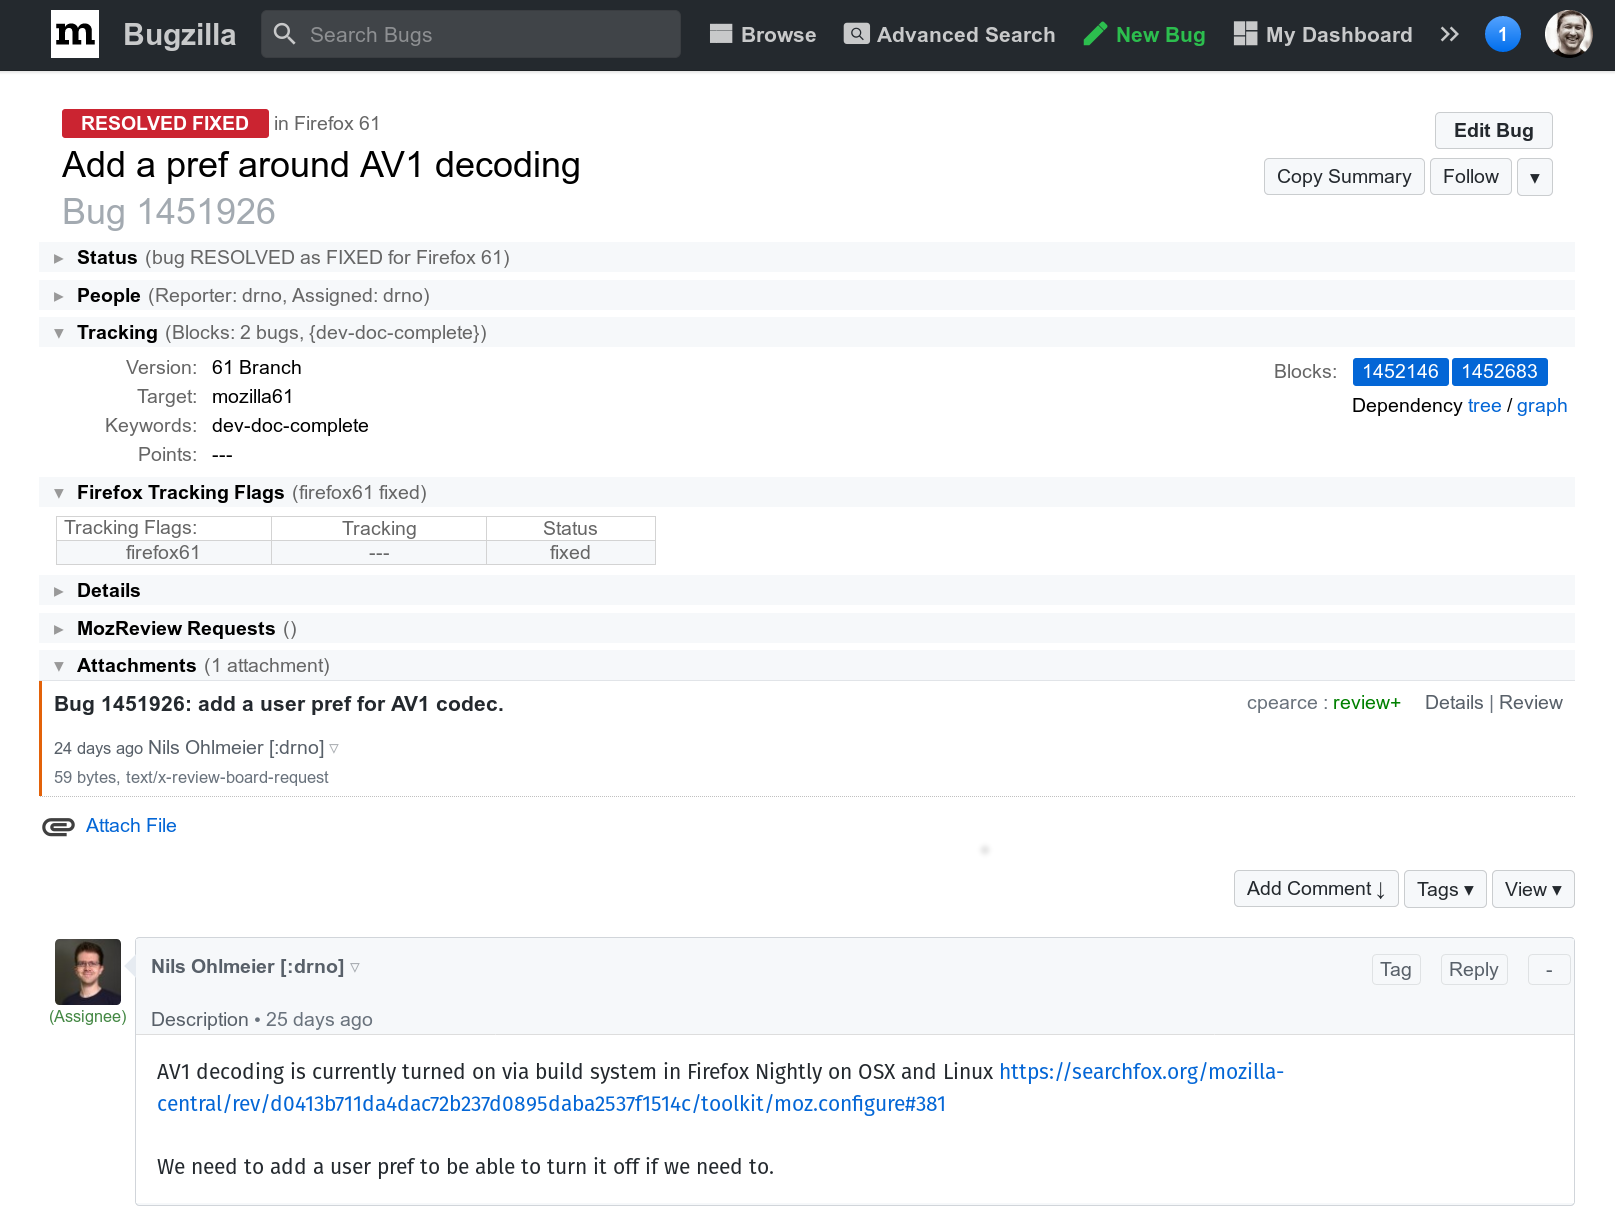 m Bugzilla Search Bugs Browse Advanced Search New Bug My Dashboard » 1
RESOLVED FIXED in Firefox 61
Edit Bug
Add a pref around AV1 decoding
Copy Summary Follow ▼
Bug 1451926
▶ Status (bug RESOLVED as FIXED for Firefox 61)
▶ People (Reporter: drno, Assigned: drno)
▼ Tracking (Blocks: 2 bugs, {dev-doc-complete})
Version: 61 Branch
Blocks: 1452146 1452683
Target: mozilla61
Dependency tree / graph
Keywords: dev-doc-complete
Points: ---
▼ Firefox Tracking Flags (firefox61 fixed)
Tracking Flags: Tracking Status
firefox61 --- fixed
▶ Details
▶ MozReview Requests ()
▼ Attachments (1 attachment)
Bug 1451926: add a user pref for AV1 codec. cpearce : review+ Details | Review
24 days ago Nils Ohlmeier [:drno] ▽
59 bytes, text/x-review-board-request
Attach File
Add Comment ↓ Tags ▾ View ▾
Nils Ohlmeier [:drno] ▽ Tag Reply -
(Assignee)
Description • 25 days ago
AV1 decoding is currently turned on via build system in Firefox Nightly on OSX and Linux https://searchfox.org/mozilla-
central/rev/d0413b711da4dac72b237d0895daba2537f1514c/toolkit/moz.configure#381
We need to add a user pref to be able to turn it off if we need to.